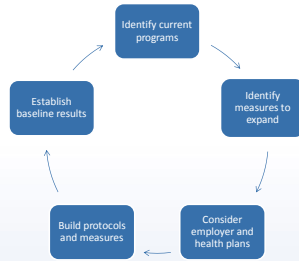 Identify current
programs
Identify
measures to
expand
Consider
employer and
health plans
Build protocols
and measures
Establish
baseline results